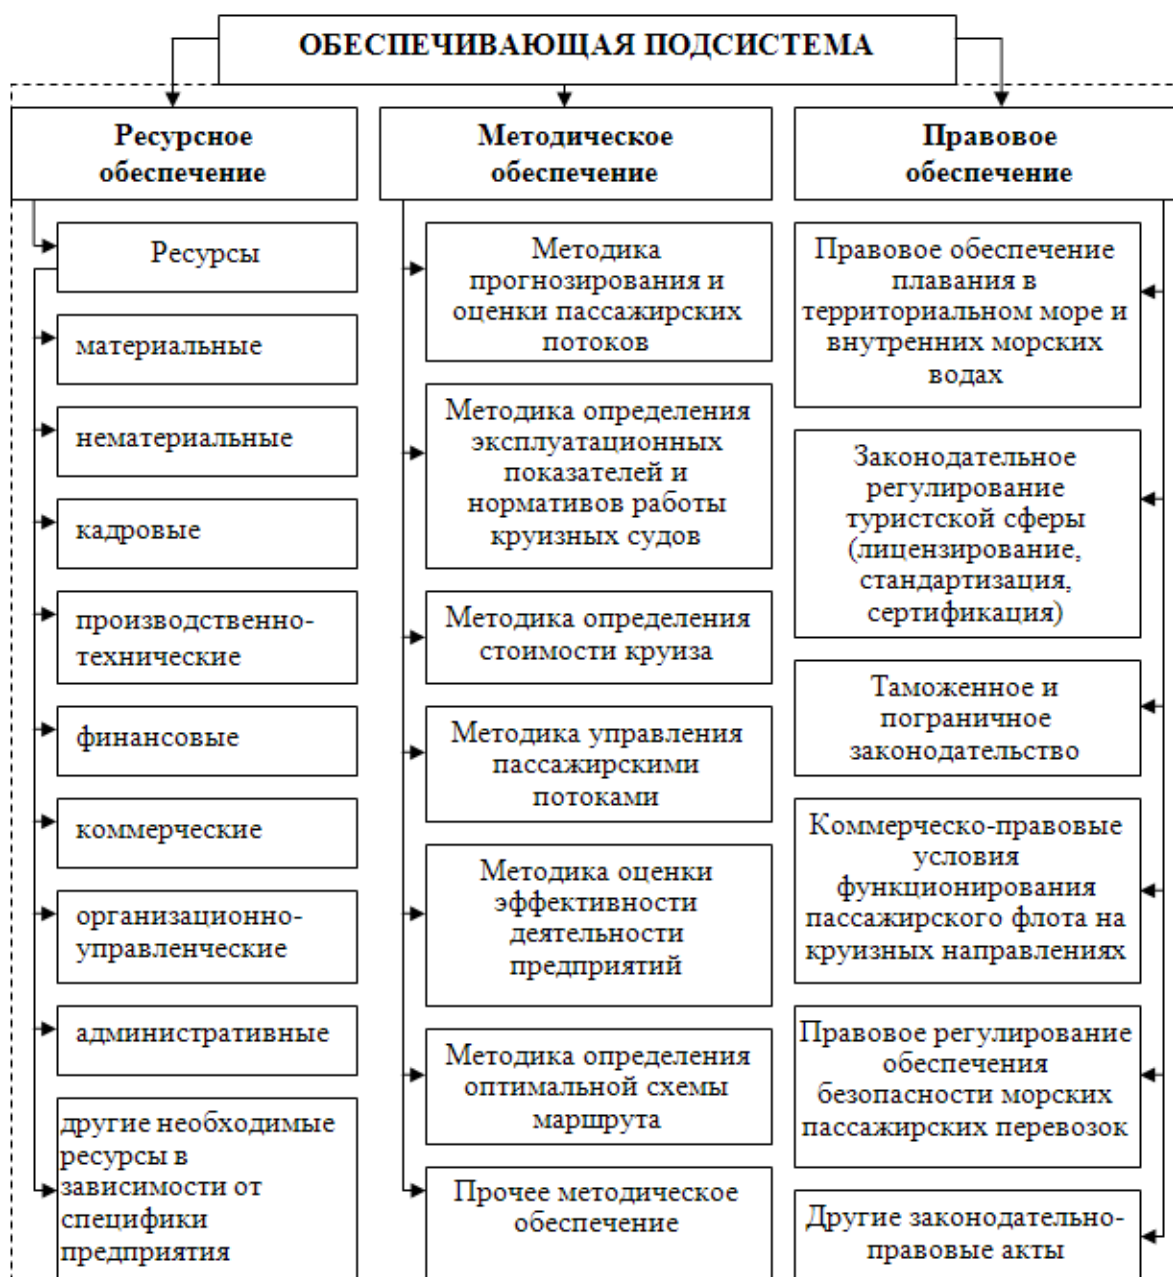 ОБЕСПЕЧИВАЮЩАЯ ПОДСИСТЕМА
Ресурсное
обеспечение
Ресурсы
материальные
нематериальные
кадровые
производственно-
технические
финансовые
коммерческие
организационно-
управленческие
административные
другие необходимые
ресурсы в
зависимости от
специфики
предприятия
Методическое
обеспечение
Методика
прогнозирования и
оценки пассажирских
потоков
Методика определения
эксплуатационных
показателей и
нормативов работы
круизных судов
Методика определения
стоимости круиза
Методика управления
пассажирскими
потоками
Методика оценки
эффективности
деятельности
предприятий
Методика определения
оптимальной схемы
маршрута
Прочее методическое
обеспечение
Правовое
обеспечение
Правовое обеспечение
плавания в
территориальном море и
внутренних морских
водах
Законодательное
регулирование
туристской сферы
(лицензирование,
стандартизация,
сертификация)
Таможенное и
пограничное
законодательство
Коммерческо-правовые
условия
функционирования
пассажирского флота на
круизных направлениях
Правовое регулирование
обеспечения
безопасности морских
пассажирских перевозок
Другие законодательно-
правовые акты